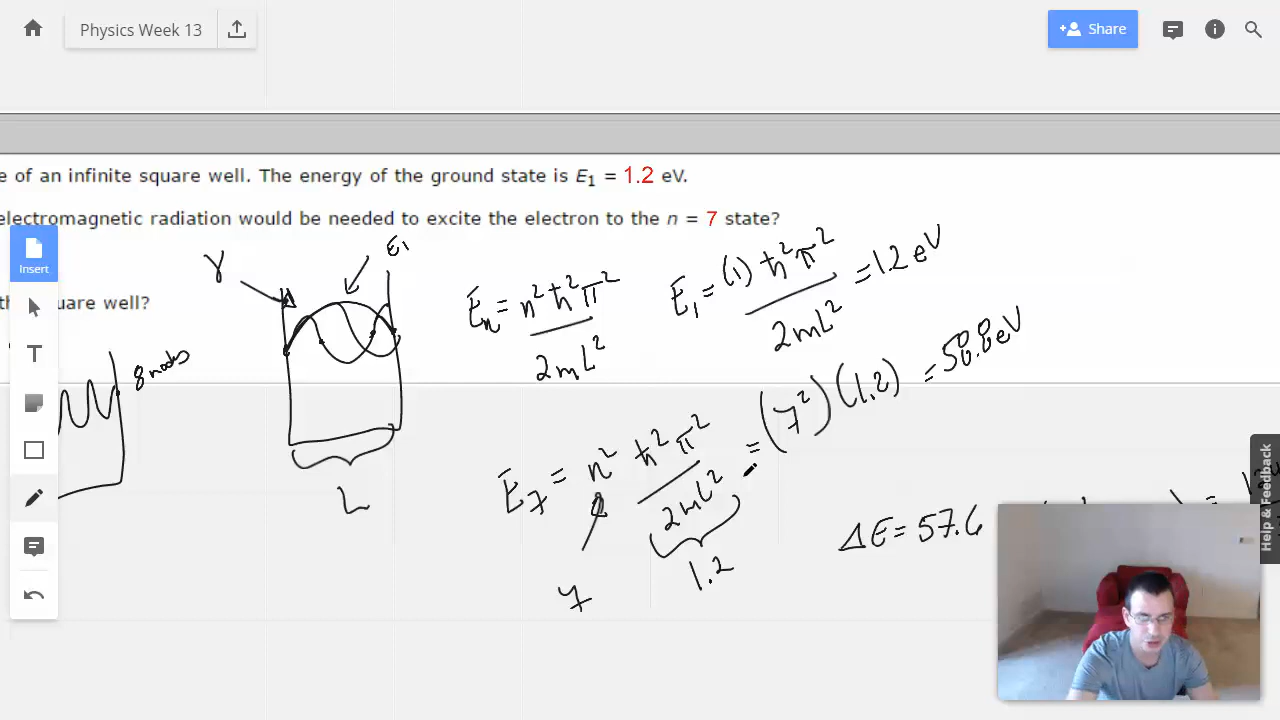 Physics Week 13
Share
e of an infinite square well. The energy of the ground state is E₁ = 1.2 eV.
electromagnetic radiation would be needed to excite the electron to the n = 7 state?
Insert
th square well?
T
γ
E₁
Eₙ = n²ħ²π² / 2mL²
E₁ = (1) ħ²π² / 2mL² = 1.2 eV
8 nodes
L
E₇ = n² ħ²π² / 2mL² = (7²)(1.2) = 58.8 eV
7
1.2
ΔE = 57.6
Help & Feedback